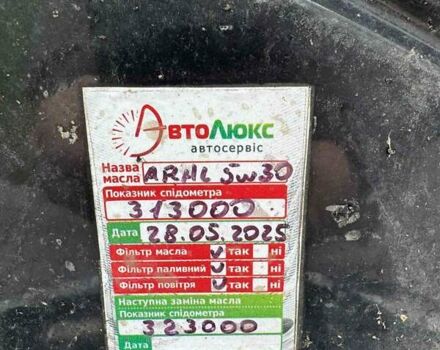 АвтоЛюкс
автосервіс
Назва масла ARAL 5w30
Показник спідометра
313000
Дата 28.05.2025
Фільтр масла ✓ так ні
Фільтр паливний ✓ так ні
Фільтр повітря ✓ так ні
Наступна заміна масла
Показник спідометра
323000
Дата